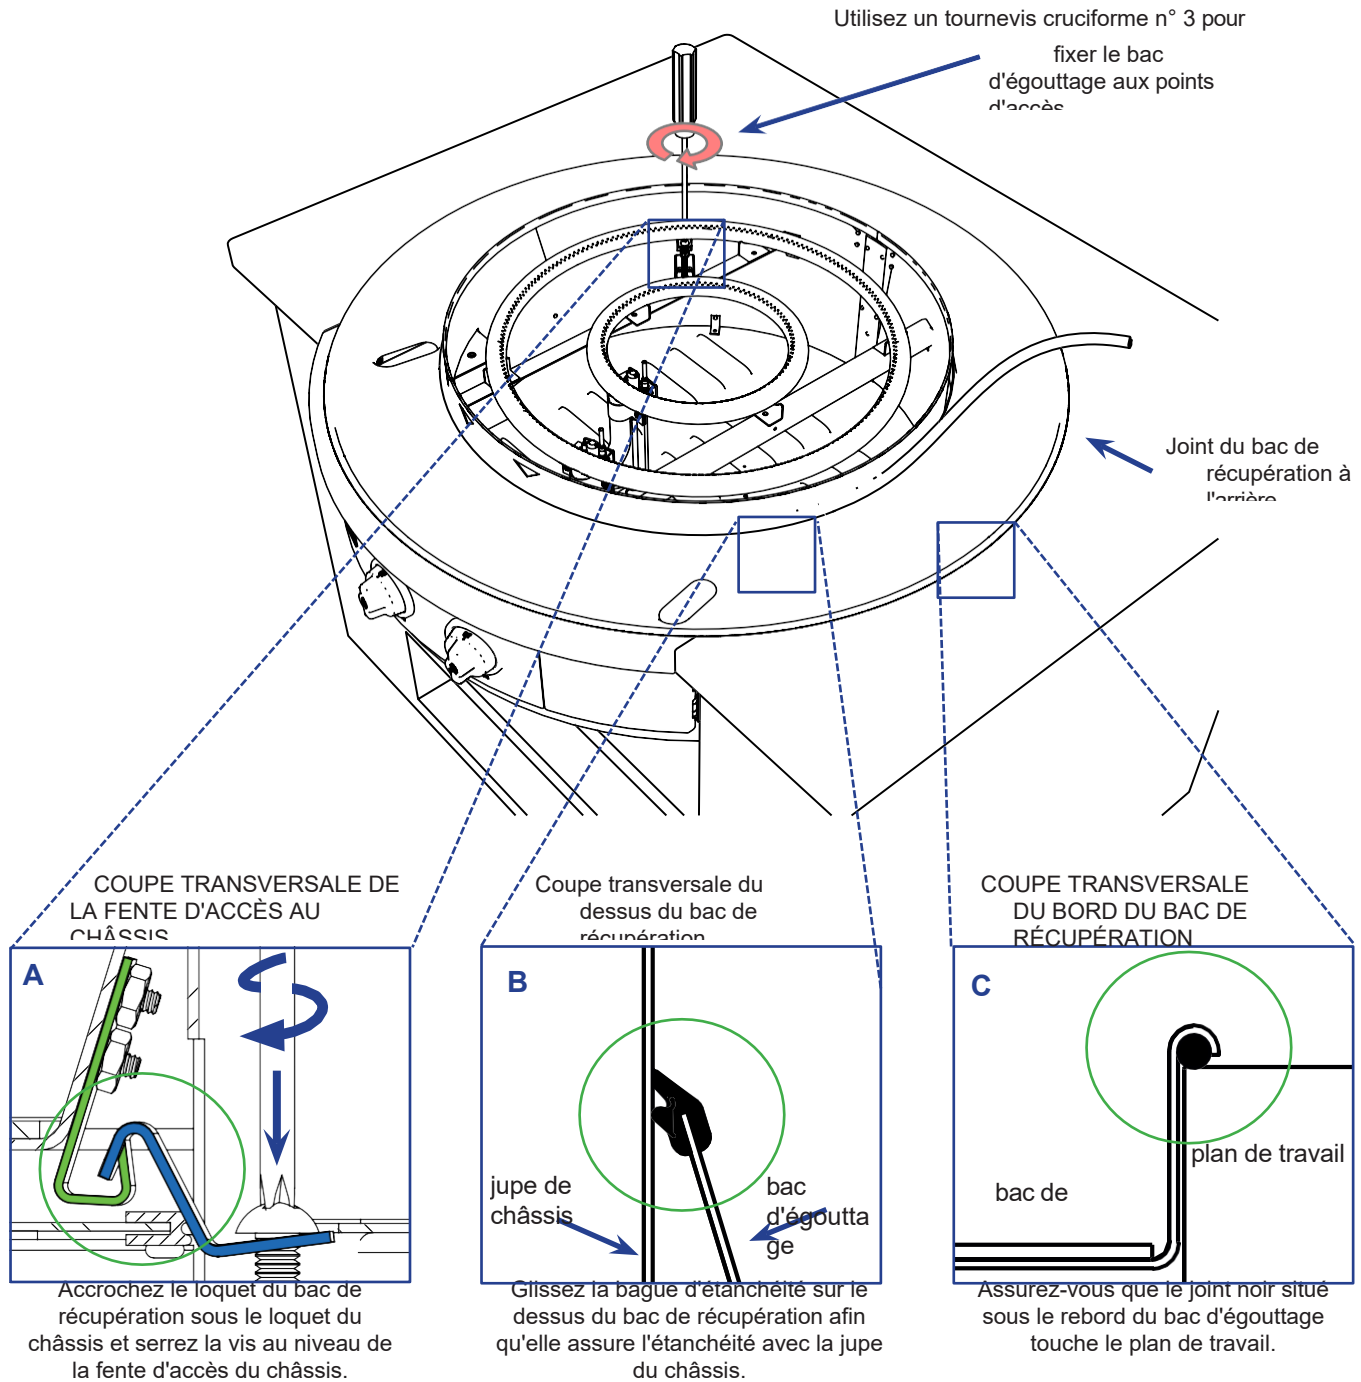 Utilisez un tournevis cruciforme n° 3 pour
fixer le bac
d'égouttage aux points
d'accès
Joint du bac de
récupération à
l'arrière
COUPE TRANSVERSALE DE
LA FENTE D'ACCÈS AU
CHÂSSIS
Coupe transversale du
dessus du bac de
récupération
COUPE TRANSVERSALE
DU BORD DU BAC DE
RÉCUPÉRATION
A
B
jupe de
châssis
bac
d'égoutta
ge
C
plan de travail
bac de
Accrochez le loquet du bac de
récupération sous le loquet du
châssis et serrez la vis au niveau de
la fente d'accès du châssis.
Glissez la bague d'étanchéité sur le
dessus du bac de récupération afin
qu'elle assure l'étanchéité avec la jupe
du châssis.
Assurez-vous que le joint noir situé
sous le rebord du bac d'égouttage
touche le plan de travail.